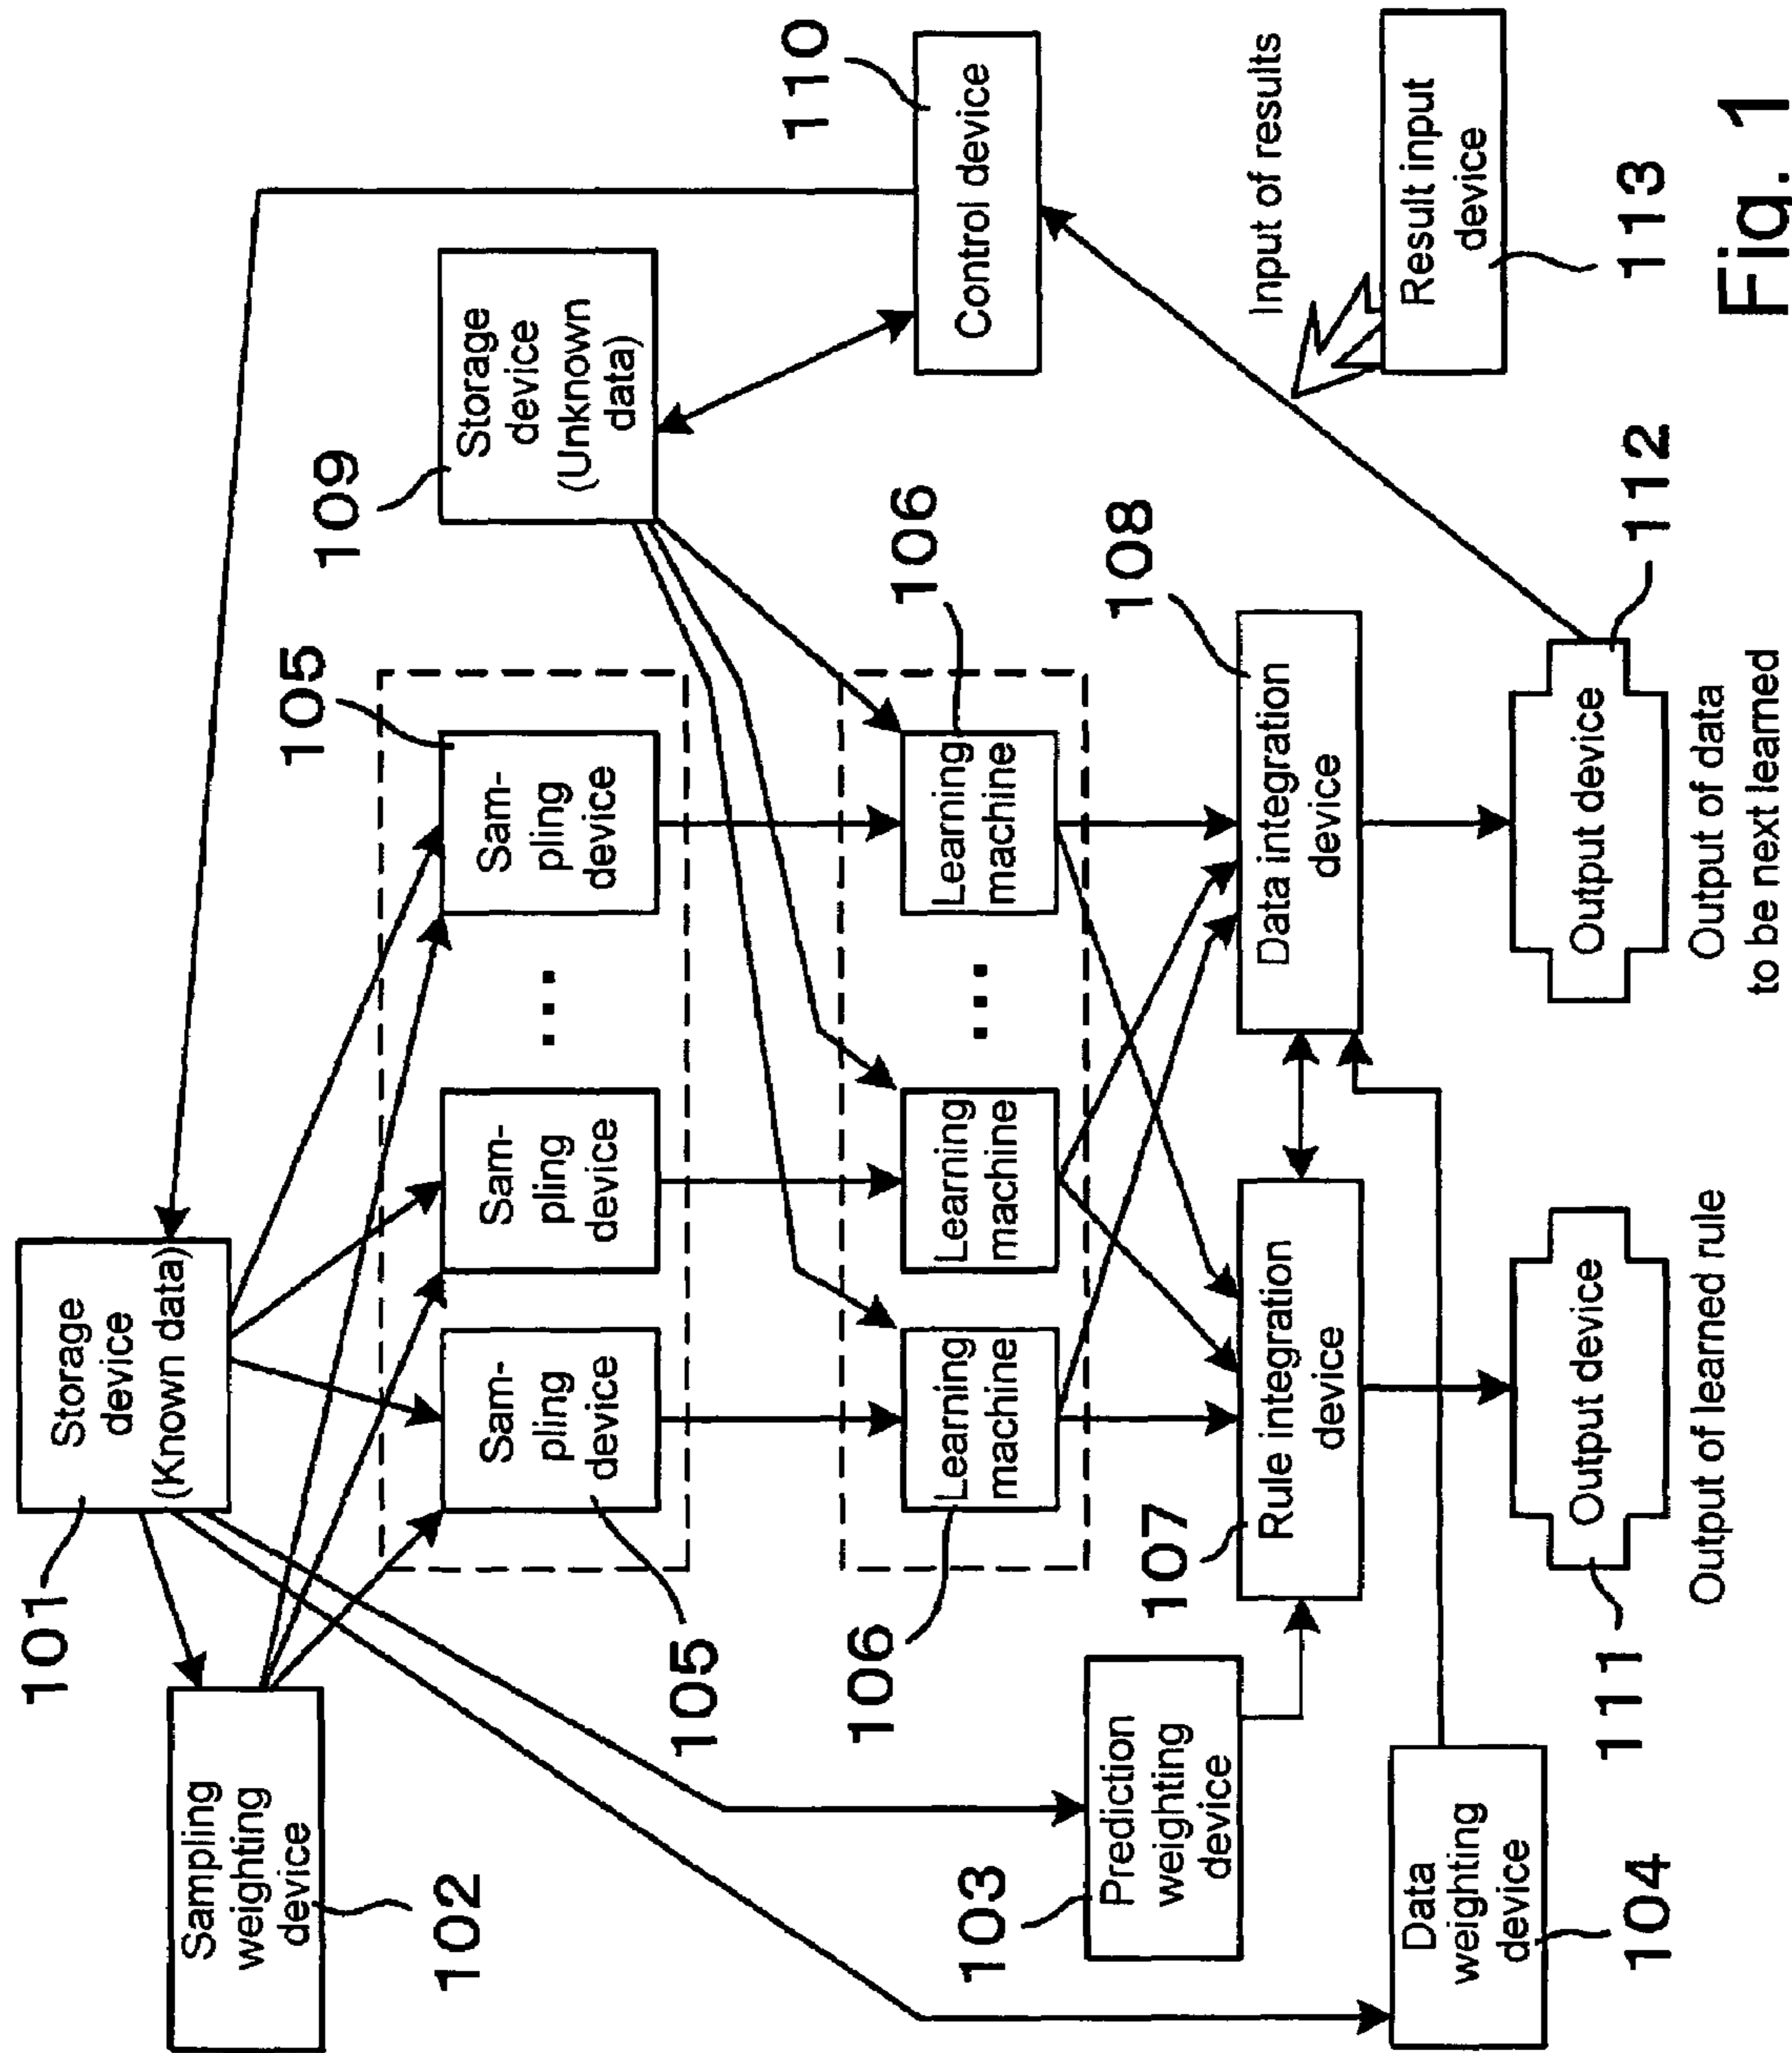 101
Storage
device
(Known data)
Sampling
weighting
device
102
109
Storage
device
(Unknown
data)
110
Control device
105
Sam-
pling
device
Sam-
pling
device
...
Sam-
pling
device
105
106
Learning
machine
Learning
machine
...
Learning
machine
106
103
Prediction
weighting
device
107
Rule integration
device
108
Data integration
device
Input of results
Data
weighting
device
104
Result input
device
113
111
Output device
Output of learned rule
Output device
112
Output of data
to be next learned
Fig. 1